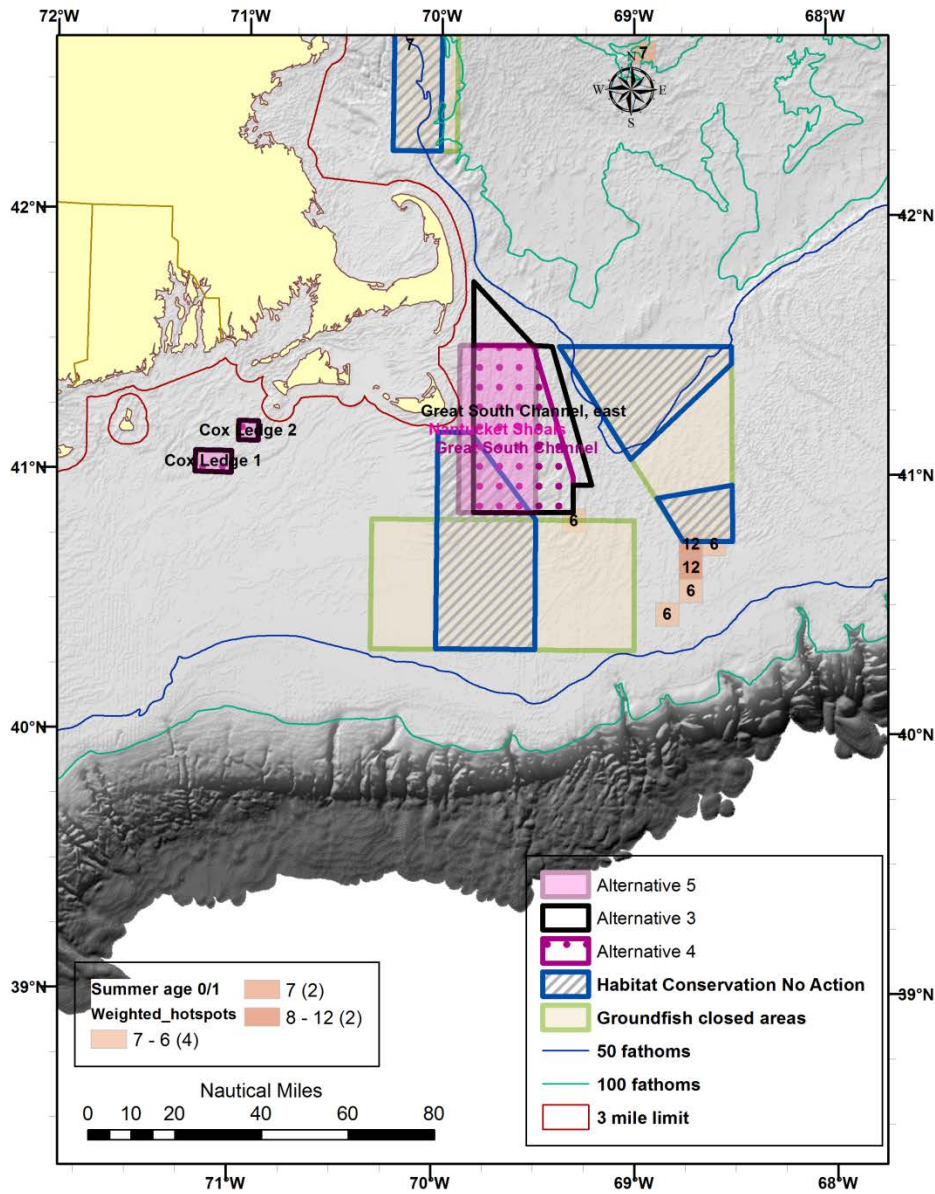 72°W 71°W 70°W 69°W 68°W
7
7
N
W E
S
42°N 42°N
Great South Channel, east
Cox Ledge 2
Nantucket Shoals
Great South Channel
Cox Ledge 1
41°N 41°N
6
12 6
12
6
6
40°N 40°N
Alternative 5
Alternative 3
Alternative 4
Habitat Conservation No Action
Groundfish closed areas
50 fathoms
100 fathoms
3 mile limit
39°N 39°N
Summer age 0/1
Weighted_hotspots
7 - 6 (4)
7 (2)
8 - 12 (2)
Nautical Miles
0 10 20 40 60 80
71°W 70°W 69°W 68°W